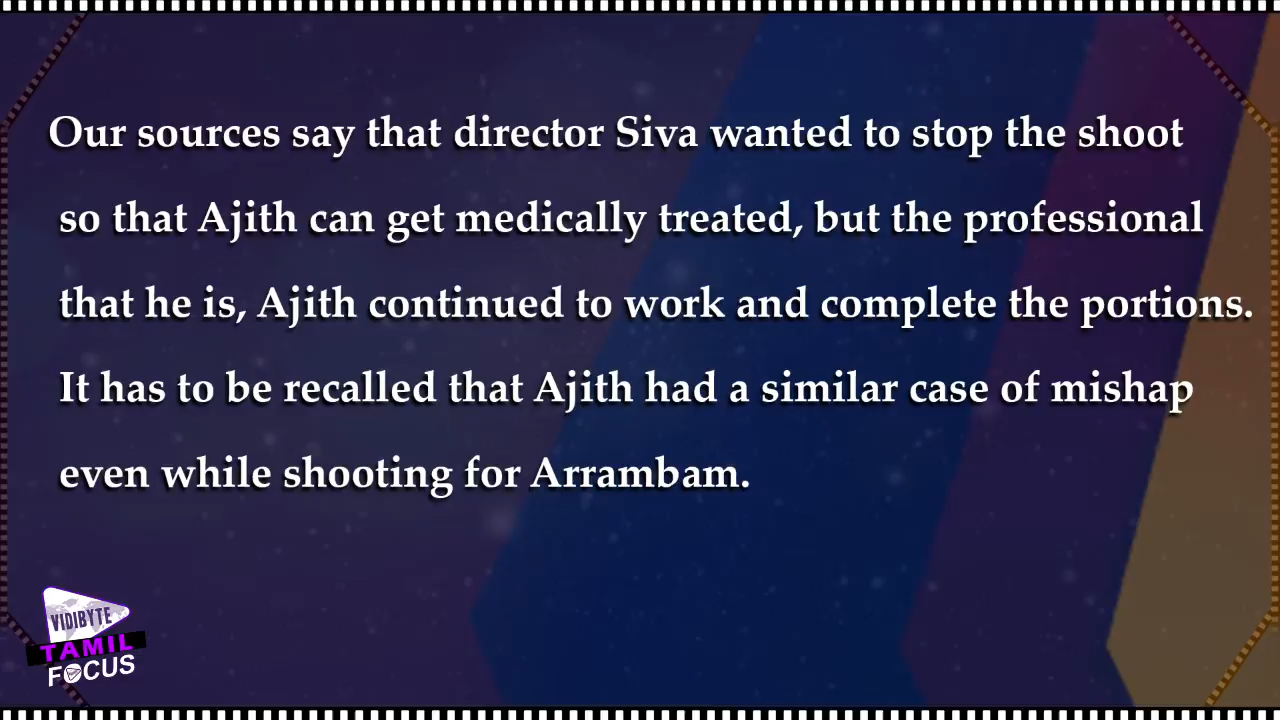 Our sources say that director Siva wanted to stop the shoot
so that Ajith can get medically treated, but the professional
that he is, Ajith continued to work and complete the portions.
It has to be recalled that Ajith had a similar case of mishap
even while shooting for Arrambam.
VIDIBYTE
TAMIL
FOCUS